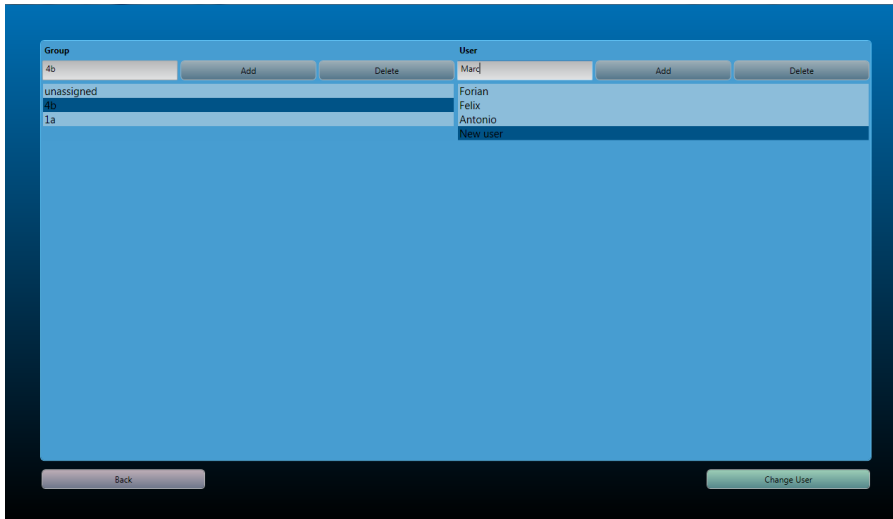 Group
User
4b
Add
Delete
Marc
Add
Delete
unassigned
4b
1a
Forian
Felix
Antonio
New user
Back
Change User